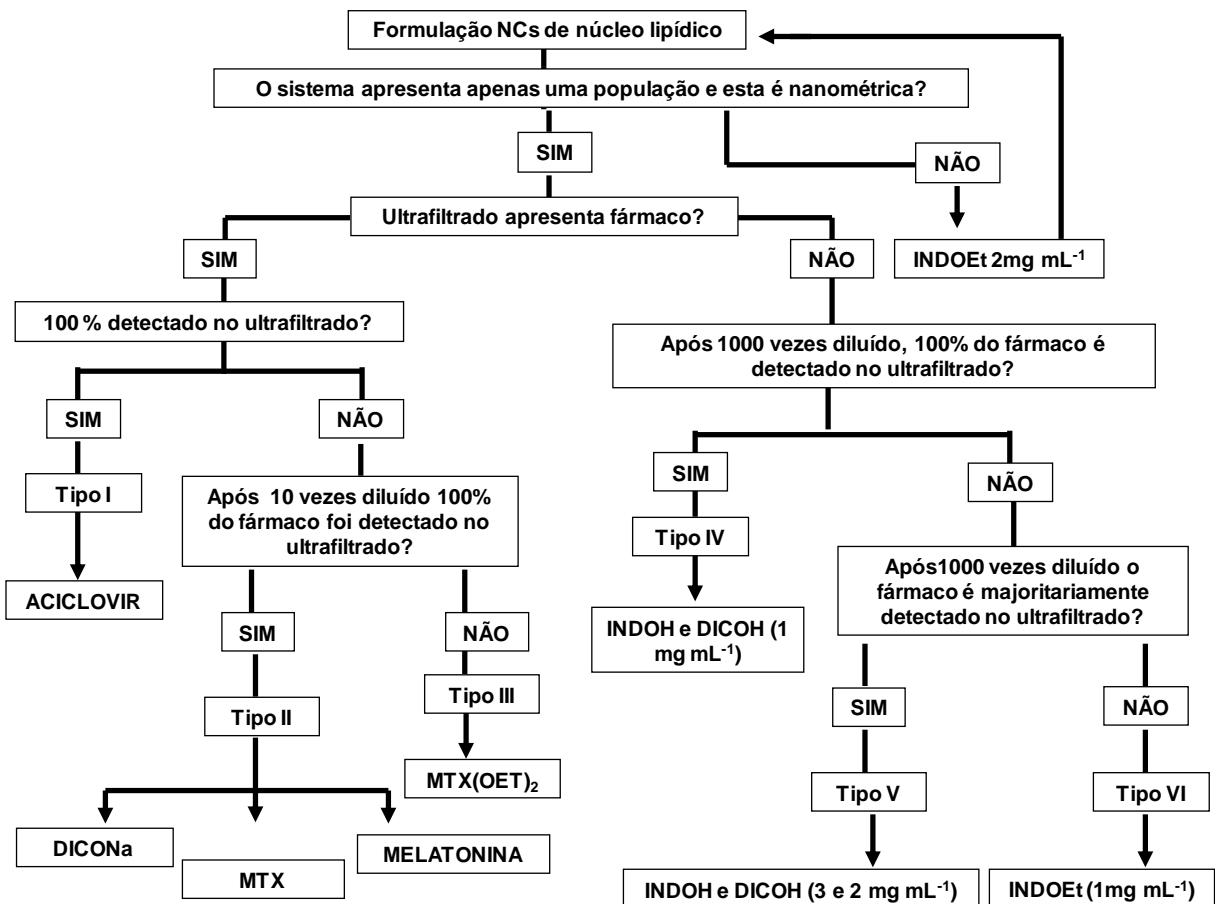 Formulação NCs de núcleo lipídico
O sistema apresenta apenas uma população e esta é nanométrica?
SIM
NÃO
Ultrafiltrado apresenta fármaco?
SIM
NÃO
INDOEt 2mg mL⁻¹
100 % detectado no ultrafiltrado?
Após 1000 vezes diluído, 100% do fármaco é
detectado no ultrafiltrado?
SIM
NÃO
SIM
NÃO
Tipo I
Após 10 vezes diluído 100%
do fármaco foi detectado no
ultrafiltrado?
Tipo IV
Após1000 vezes diluído o
fármaco é majoritariamente
detectado no ultrafiltrado?
ACICLOVIR
SIM
NÃO
INDOH e DICOH (1
mg mL⁻¹)
Tipo II
Tipo III
SIM
NÃO
MTX(OET)₂
Tipo V
Tipo VI
DICONa
MTX
MELATONINA
INDOH e DICOH (3 e 2 mg mL⁻¹)
INDOEt (1mg mL⁻¹)